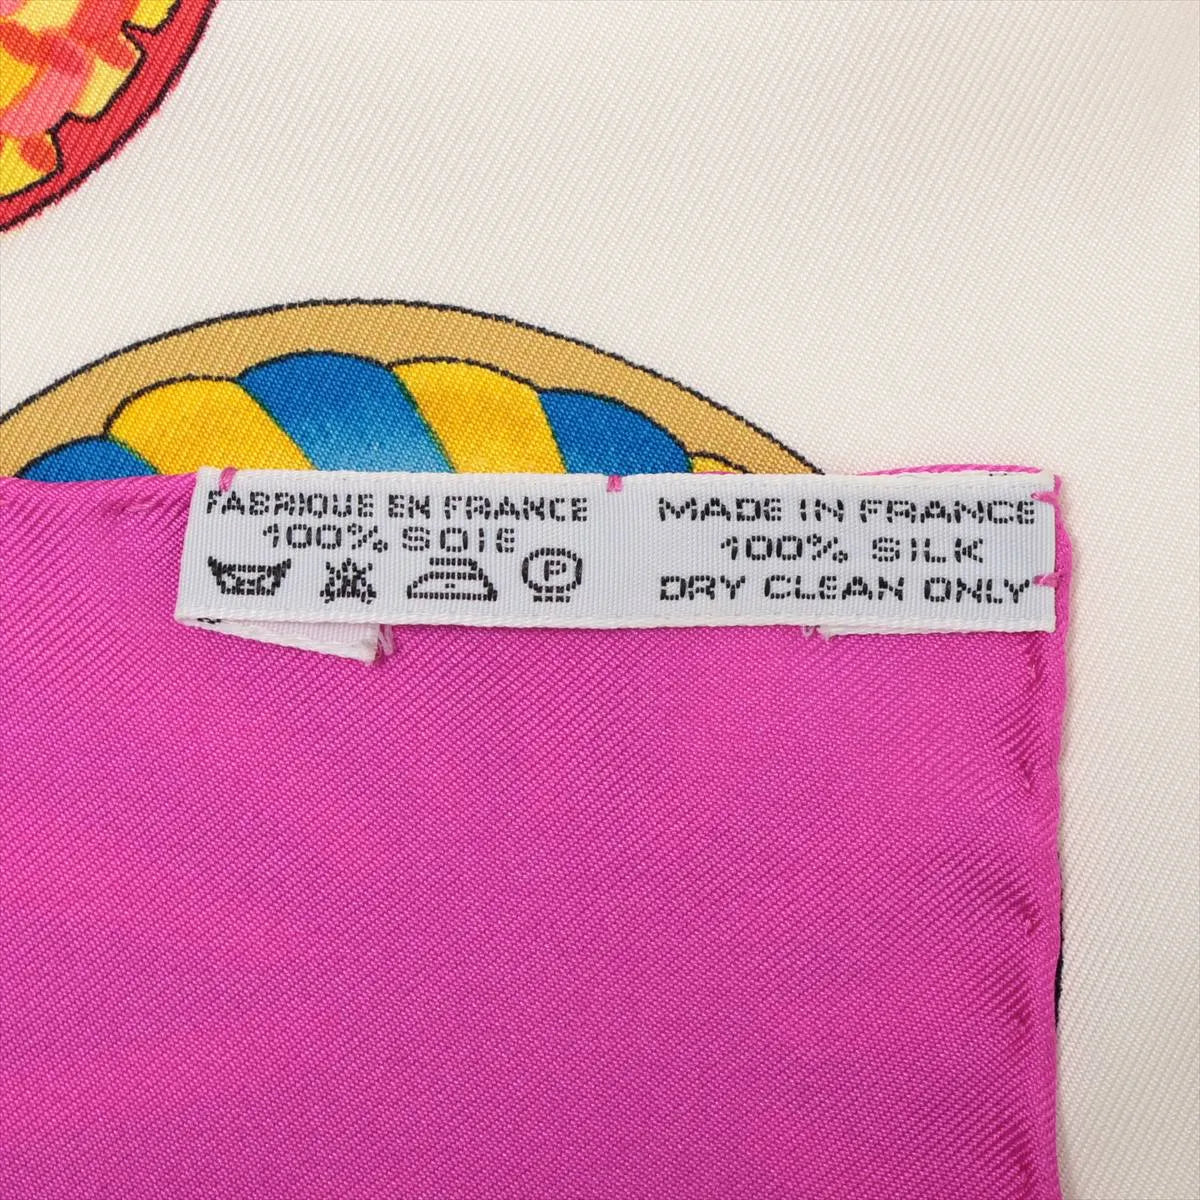 FABRIQUE EN FRANCE
100% SOIE
P
MADE IN FRANCE
100% SILK
DRY CLEAN ONLY